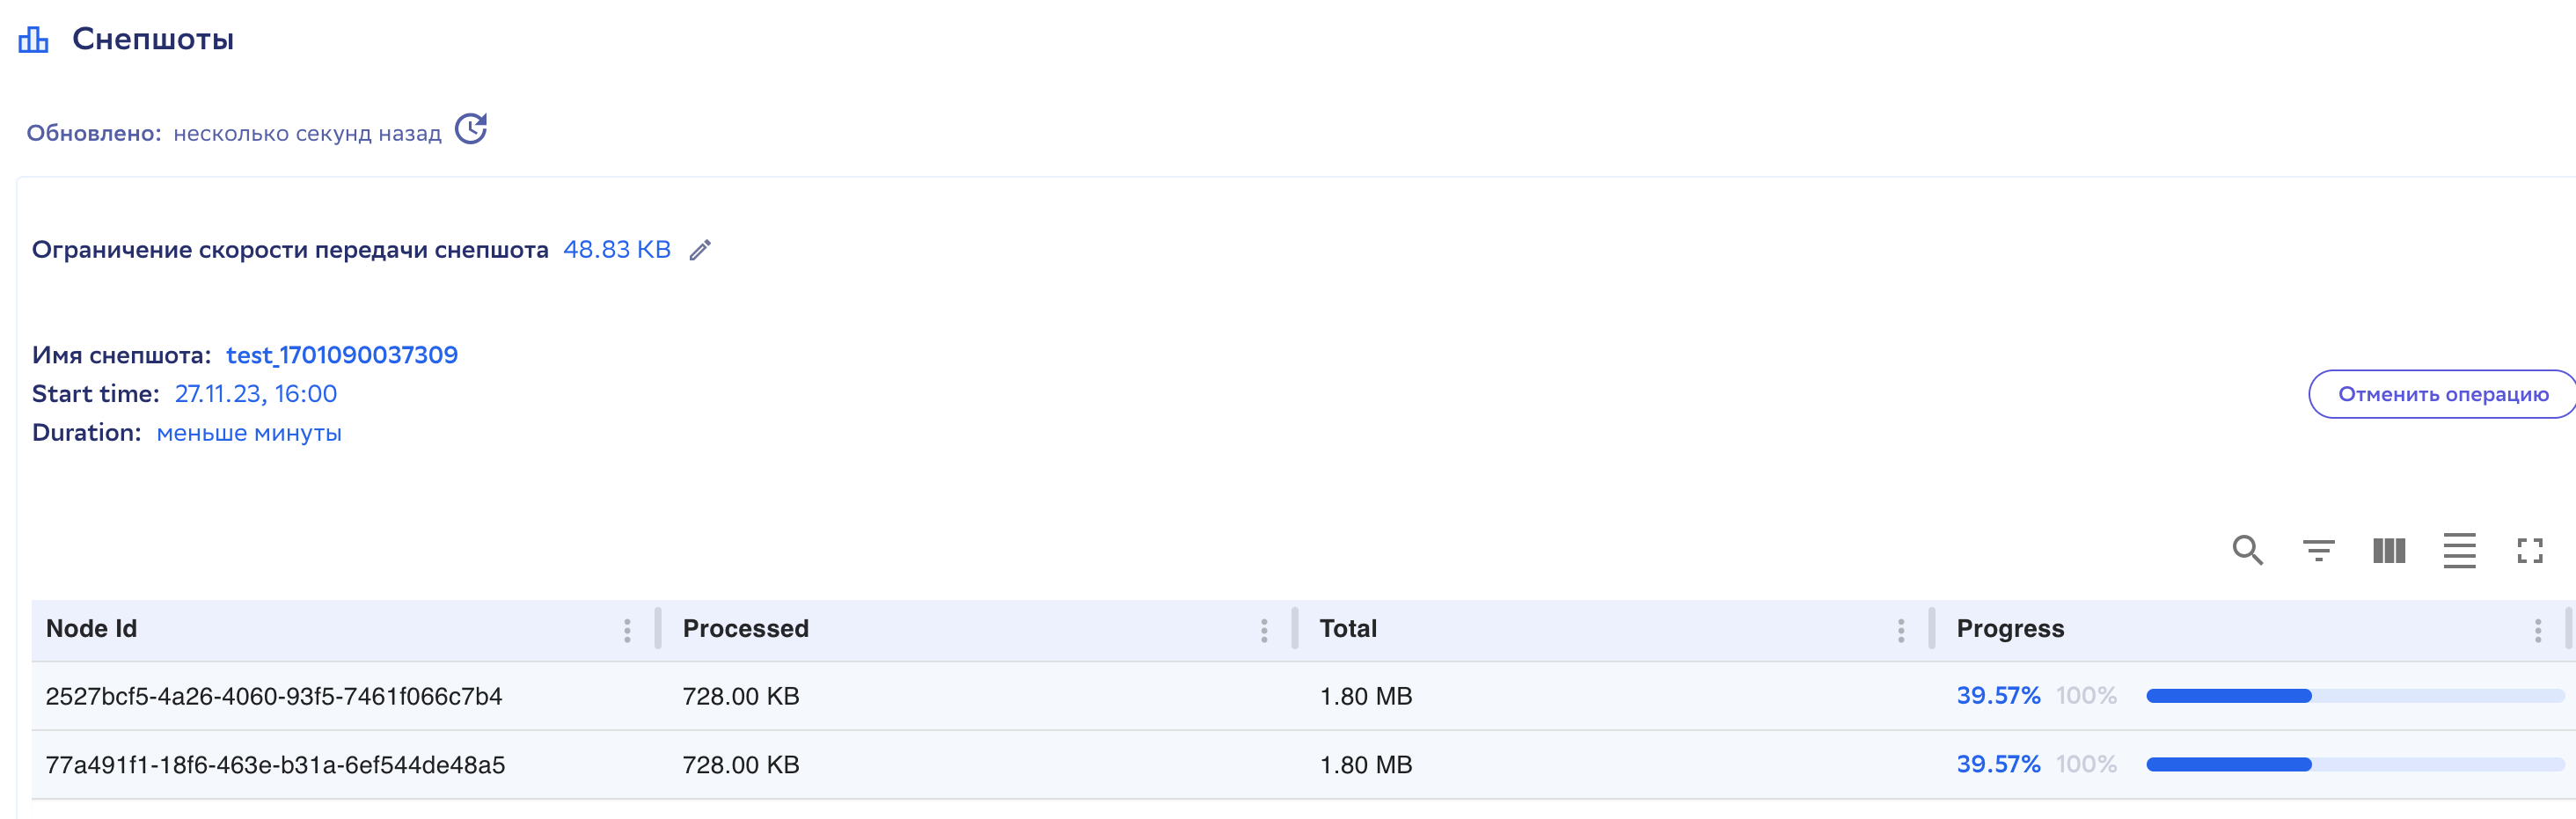 Снепшоты
Обновлено: несколько секунд назад
Ограничение скорости передачи снепшота 48.83 KB
Имя снепшота: test_1701090037309
Start time: 27.11.23, 16:00
Duration: меньше минуты
Отменить операцию
Node Id Processed Total Progress
2527bcf5-4a26-4060-93f5-7461f066c7b4 728.00 KB 1.80 MB 39.57% 100%
77a491f1-18f6-463e-b31a-6ef544de48a5 728.00 KB 1.80 MB 39.57% 100%